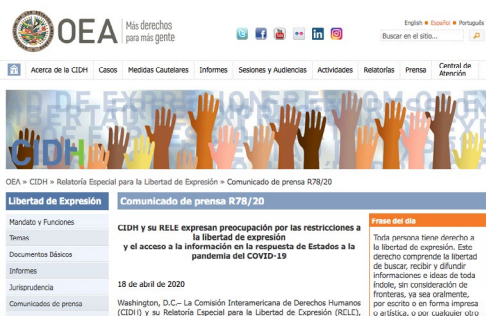 OEA
Más derechos
para más gente
English Español Portugués
Buscar en el sitio...
Acerca de la CIDH Casos Medidas Cautelares Informes Sesiones y Audiencias Actividades Relatorías Prensa Central de
Atención
CIDH
OEA » CIDH » Relatoría Especial para la Libertad de Expresión » Comunicado de prensa R78/20
Libertad de Expresión
Mandato y Funciones
Temas
Documentos Básicos
Informes
Jurisprudencia
Comunicados de prensa
Comunicado de prensa R78/20
CIDH y su RELE expresan preocupación por las restricciones a
la libertad de expresión
y el acceso a la información en la respuesta de Estados a la
pandemia del COVID-19
18 de abril de 2020
Washington, D.C.– La Comisión Interamericana de Derechos Humanos
(CIDH) y su Relatoría Especial para la Libertad de Expresión (RELE),
Frase del día
Toda persona tiene derecho a
la libertad de expresión. Este
derecho comprende la libertad
de buscar, recibir y difundir
informaciones e ideas de toda
índole, sin consideración de
fronteras, ya sea oralmente,
por escrito o en forma impresa
o artística, o por cualquier otro